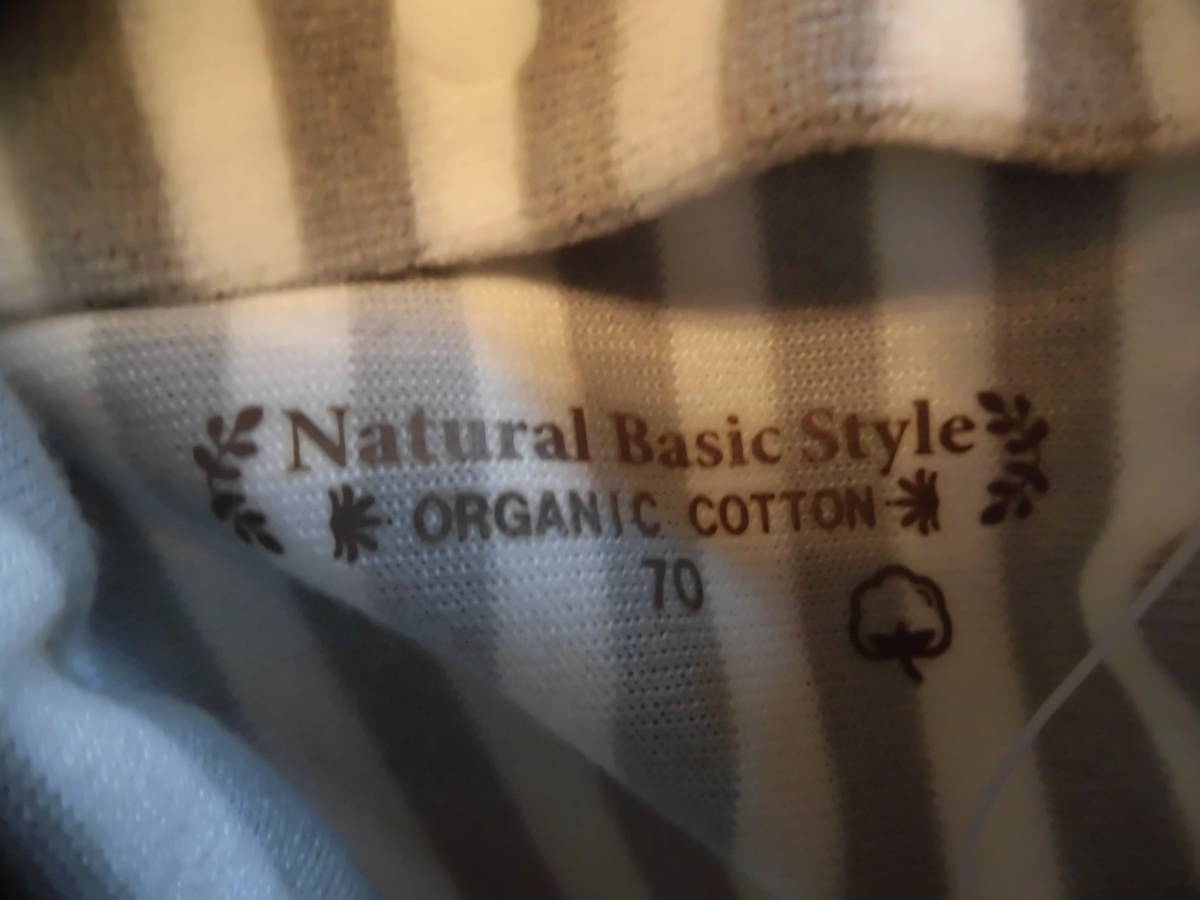 Natural Basic Style
ORGANIC COTTON
70